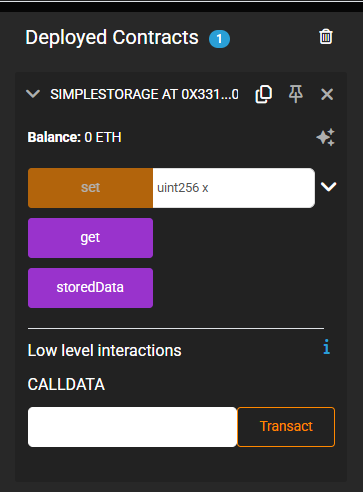 Deployed Contracts 1
SIMPLESTORAGE AT 0X331...0
Balance: 0 ETH
set uint256 x
get
storedData
Low level interactions i
CALLDATA
Transact